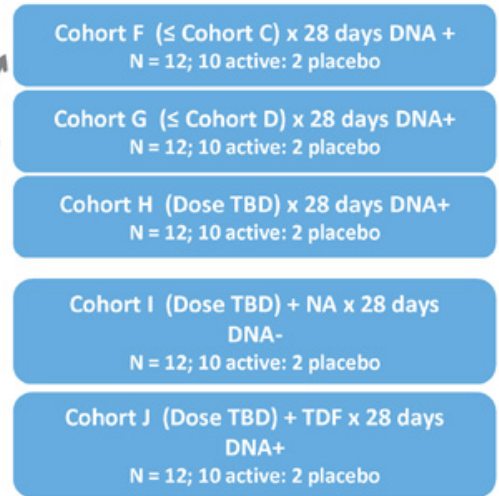 Cohort F (≤ Cohort C) x 28 days DNA +
N = 12; 10 active: 2 placebo
Cohort G (≤ Cohort D) x 28 days DNA+
N = 12; 10 active: 2 placebo
Cohort H (Dose TBD) x 28 days DNA+
N = 12; 10 active: 2 placebo
Cohort I (Dose TBD) + NA x 28 days
DNA-
N = 12; 10 active: 2 placebo
Cohort J (Dose TBD) + TDF x 28 days
DNA+
N = 12; 10 active: 2 placebo